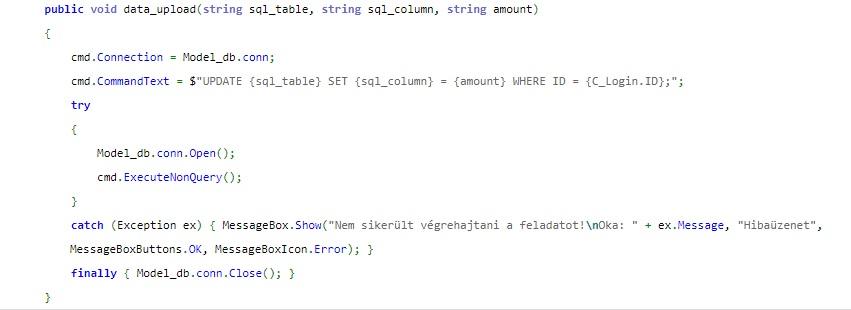 public void data_upload(string sql_table, string sql_column, string amount)
{
cmd.Connection = Model_db.conn;
cmd.CommandText = $"UPDATE {sql_table} SET {sql_column} = {amount} WHERE ID = {C_Login.ID};";
try
{
Model_db.conn.Open();
cmd.ExecuteNonQuery();
}
catch (Exception ex) { MessageBox.Show("Nem sikerült végrehajtani a feladatot!\nOka: " + ex.Message, "Hibaüzenet",
MessageBoxButtons.OK, MessageBoxIcon.Error); }
finally { Model_db.conn.Close(); }
}